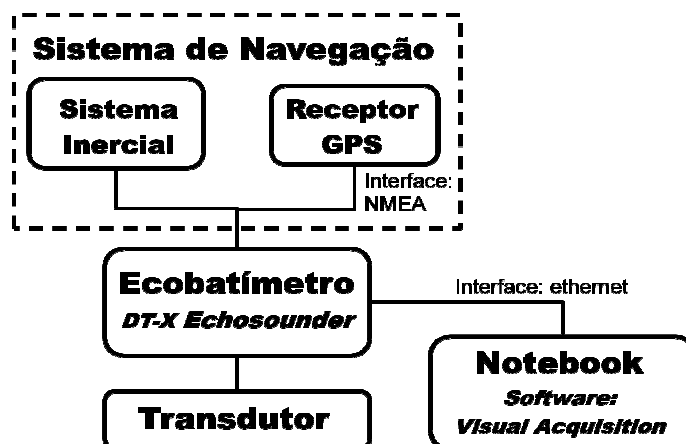 Sistema de Navegação
Sistema
Inercial
Receptor
GPS
Interface:
NMEA
Ecobatímetro
DT-X Echosounder
Interface: ethernet
Notebook
Software:
Visual Acquisition
Transdutor